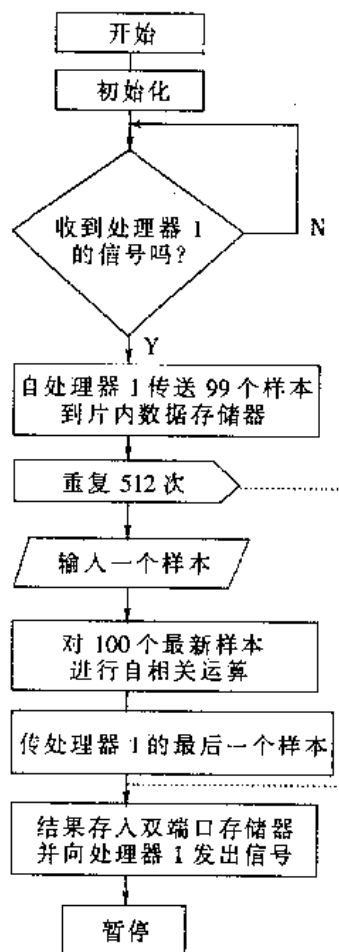 开始
初始化
收到处理器 1
的信号吗?
N
Y
自处理器 1 传送 99 个样本
到片内数据存储器
重复 512 次
输入一个样本
对 100 个最新样本
进行自相关运算
传处理器 1 的最后一个样本
结果存入双端口存储器
并向处理器 1 发出信号
暂停